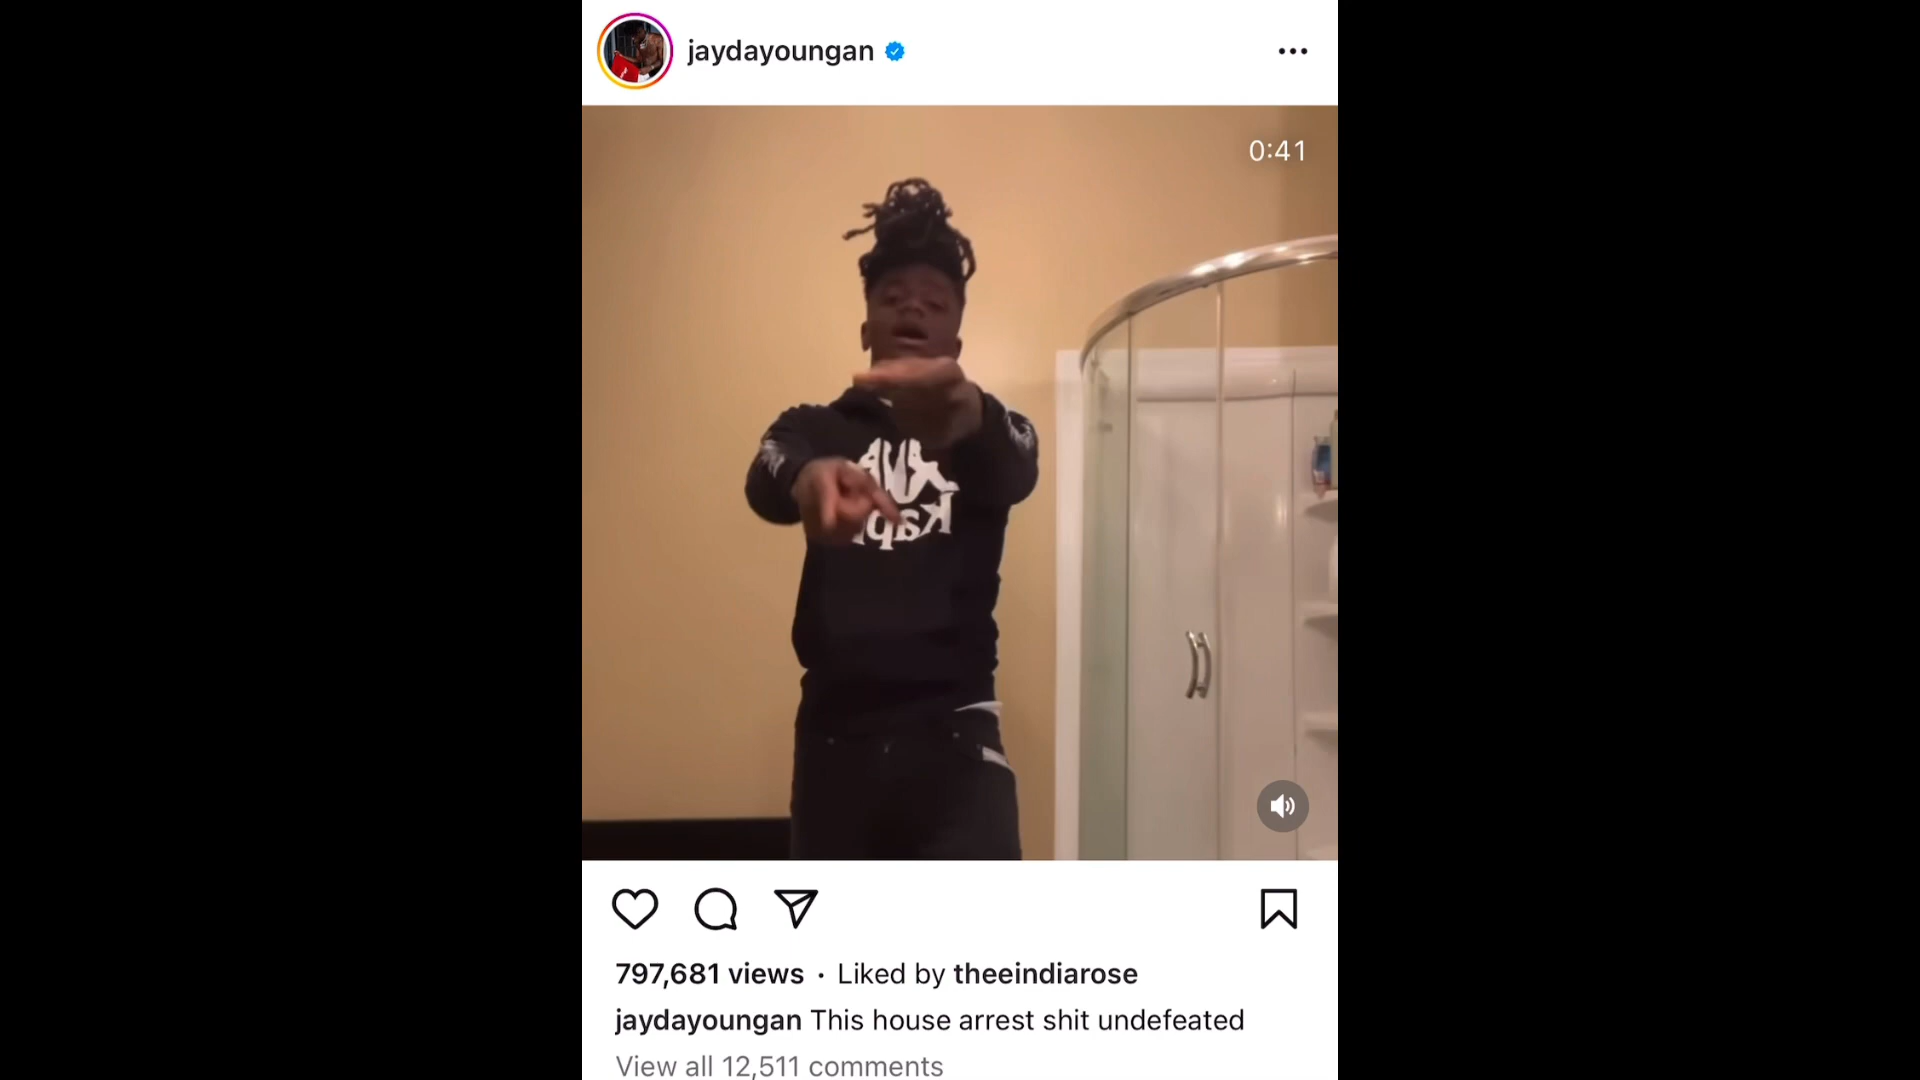 jaydayoungan
0:41
Kap
797,681 views · Liked by theeindiarose
jaydayoungan This house arrest shit undefeated
View all 12,511 comments